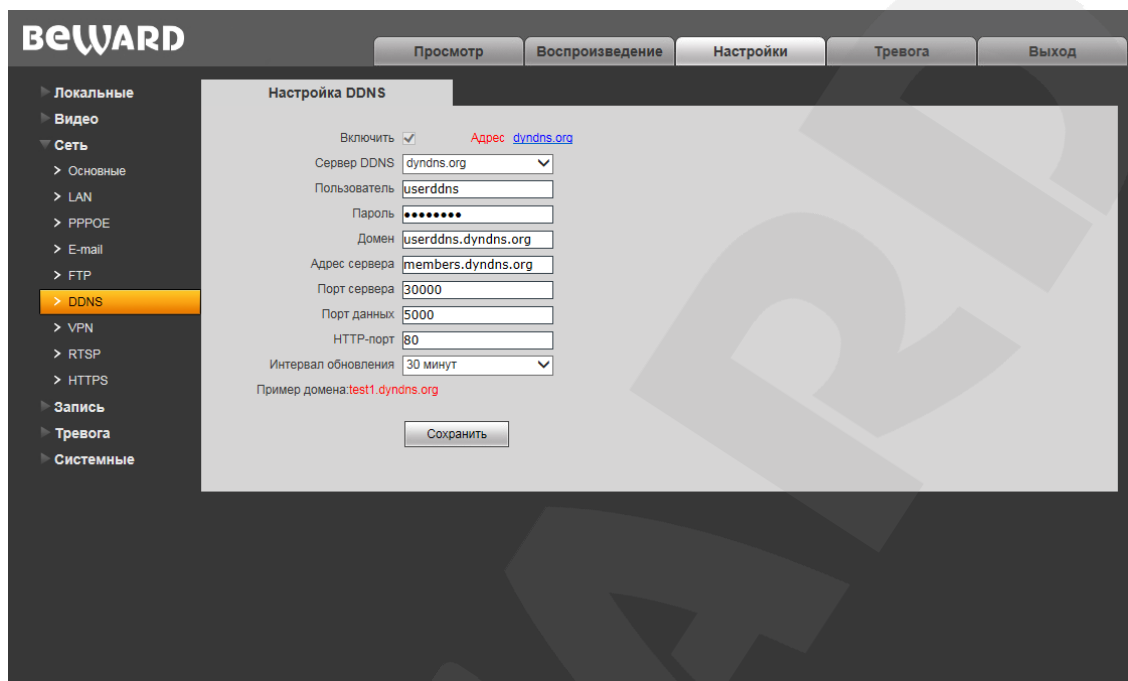 BEWARD
Просмотр Воспроизведение Настройки Тревога Выход
Локальные
Видео
Сеть
> Основные
> LAN
> PPPOE
> E-mail
> FTP
> DDNS
> VPN
> RTSP
> HTTPS
Запись
Тревога
Системные
Настройка DDNS
Включить Адрес dyndns.org
Сервер DDNS dyndns.org
Пользователь userddns
Пароль ••••••••
Домен userddns.dyndns.org
Адрес сервера members.dyndns.org
Порт сервера 30000
Порт данных 5000
HTTP-порт 80
Интервал обновления 30 минут
Пример домена:test1.dyndns.org
Сохранить